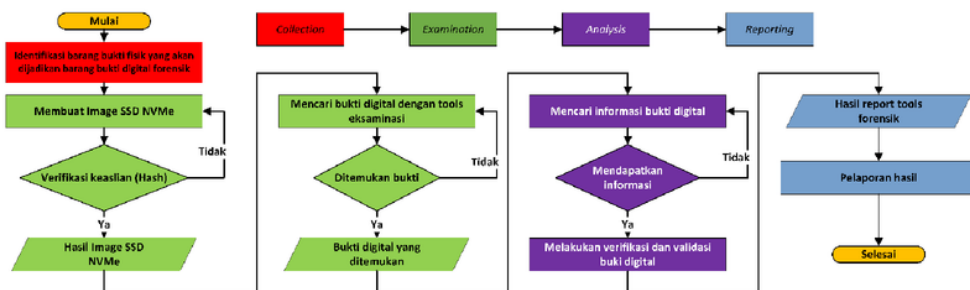 Mulai
Collection
Examination
Analysis
Reporting
Identifikasi barang bukti fisik yang akan
dijadikan barang bukti digital forensik
Membuat Image SSD NVMe
Tidak
Verifikasi keaslian (Hash)
Ya
Hasil Image SSD
NVMe
Mencari bukti digital dengan tools
eksaminasi
Tidak
Ditemukan bukti
Ya
Bukti digital yang
ditemukan
Mencari informasi bukti digital
Tidak
Mendapatkan
informasi
Ya
Melakukan verifikasi dan validasi
buki digital
Hasil report tools
forensik
Pelaporan hasil
Selesai